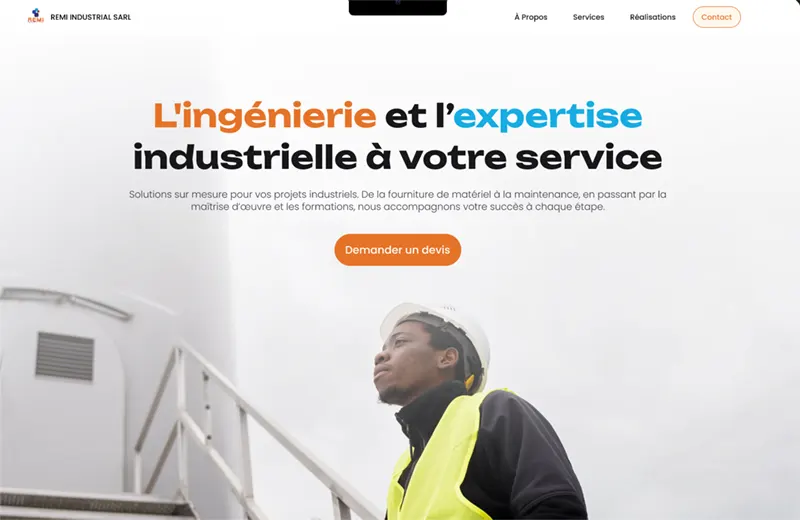 REMI
REMI INDUSTRIAL SARL
À Propos
Services
Réalisations
Contact
L'ingénierie et l’expertise
industrielle à votre service
Solutions sur mesure pour vos projets industriels. De la fourniture de matériel à la maintenance, en passant par la
maîtrise d’œuvre et les formations, nous accompagnons votre succès à chaque étape.
Demander un devis